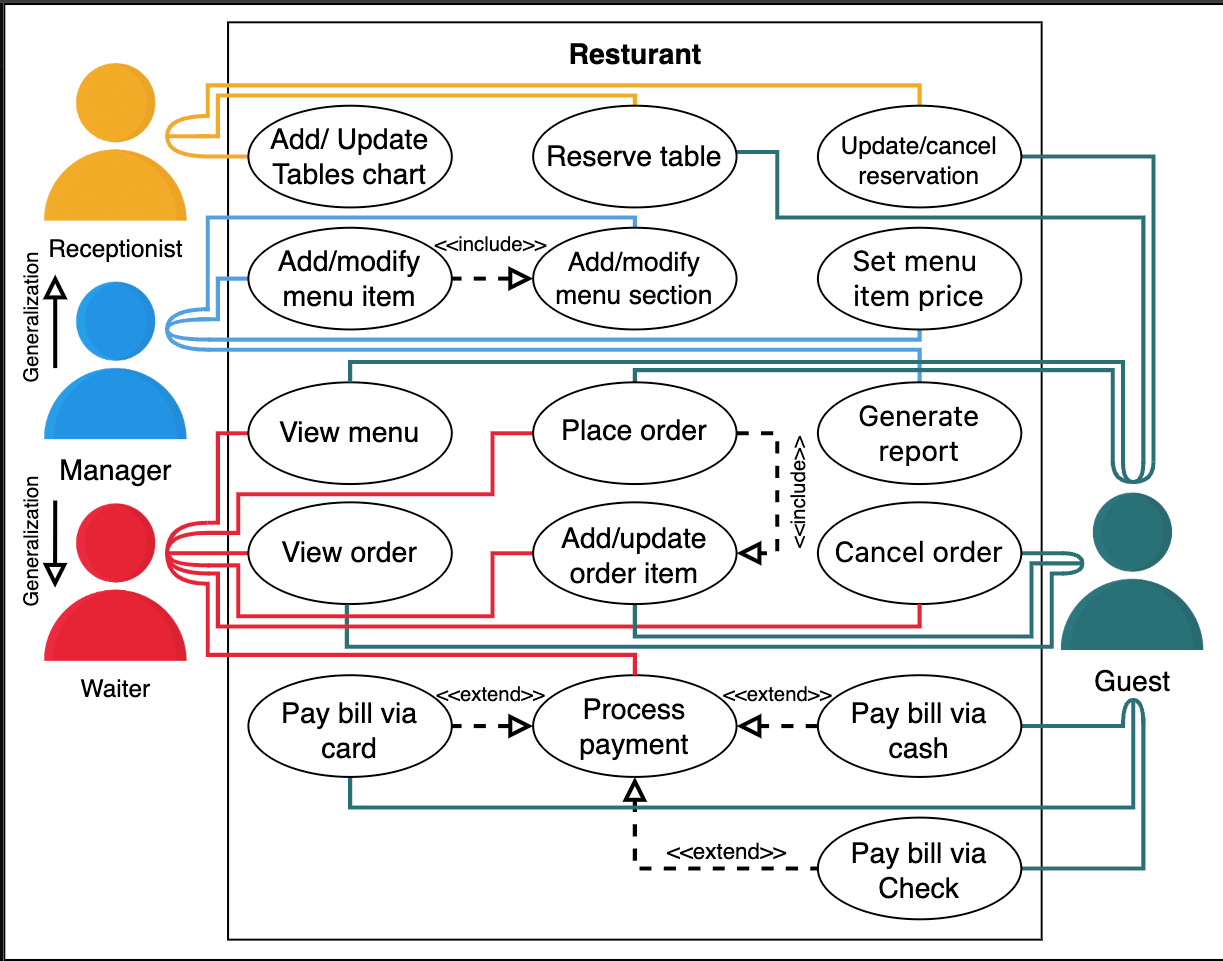 Resturant
Add/ Update
Tables chart
Reserve table
Update/cancel
reservation
Receptionist
Generalization
<<include>>
Add/modify
menu item
Add/modify
menu section
Set menu
item price
Manager
View menu
Place order
Generate
report
<<include>>
Generalization
View order
Add/update
order item
Cancel order
Waiter
Guest
<<extend>>
<<extend>>
Pay bill via
card
Process
payment
Pay bill via
cash
<<extend>>
Pay bill via
Check